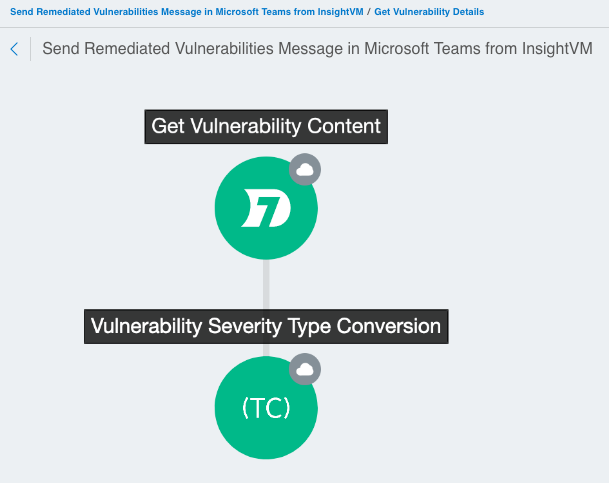 Send Remediated Vulnerabilities Message in Microsoft Teams from InsightVM / Get Vulnerability Details
Send Remediated Vulnerabilities Message in Microsoft Teams from InsightVM
Get Vulnerability Content
7
Vulnerability Severity Type Conversion
(TC)